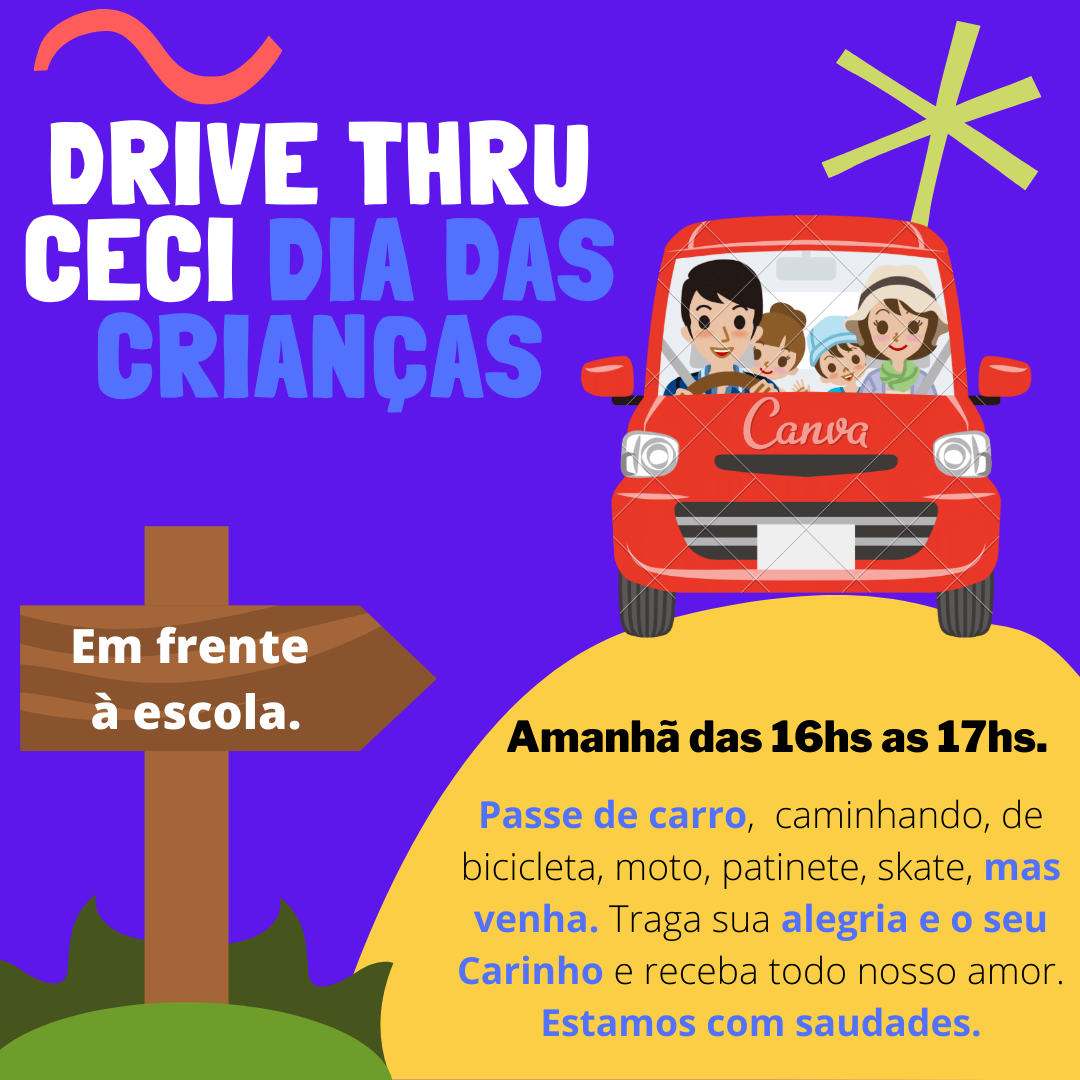 DRIVE THRU
CECI DIA DAS
CRIANÇAS
Canva
Em frente
à escola.
Amanhã das 16hs as 17hs.
Passe de carro, caminhando, de
bicicleta, moto, patinete, skate, mas
venha. Traga sua alegria e o seu
Carinho e receba todo nosso amor.
Estamos com saudades.